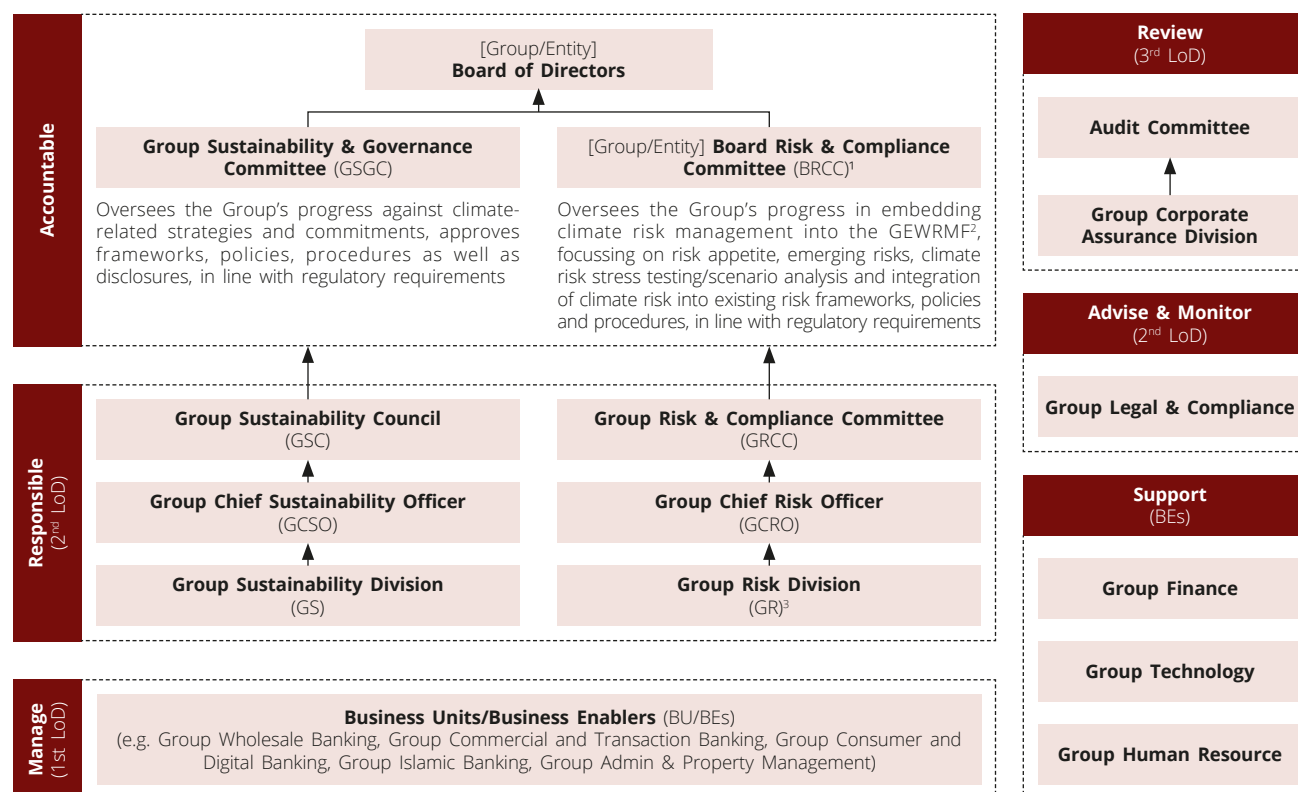 Accountable
[Group/Entity]
Board of Directors
Group Sustainability & Governance
Committee (GSGC)
Oversees the Group’s progress against climate-
related strategies and commitments, approves
frameworks, policies, procedures as well as
disclosures, in line with regulatory requirements
[Group/Entity] Board Risk & Compliance
Committee (BRCC)¹
Oversees the Group’s progress in embedding
climate risk management into the GEWRMF²,
focussing on risk appetite, emerging risks, climate
risk stress testing/scenario analysis and integration
of climate risk into existing risk frameworks, policies
and procedures, in line with regulatory requirements
Responsible
(2nd LoD)
Group Sustainability Council
(GSC)
Group Chief Sustainability Officer
(GCSO)
Group Sustainability Division
(GS)
Group Risk & Compliance Committee
(GRCC)
Group Chief Risk Officer
(GCRO)
Group Risk Division
(GR)³
Manage
(1st LoD)
Business Units/Business Enablers (BU/BEs)
(e.g. Group Wholesale Banking, Group Commercial and Transaction Banking, Group Consumer and
Digital Banking, Group Islamic Banking, Group Admin & Property Management)
Review
(3rd LoD)
Audit Committee
Group Corporate
Assurance Division
Advise & Monitor
(2nd LoD)
Group Legal & Compliance
Support
(BEs)
Group Finance
Group Technology
Group Human Resource